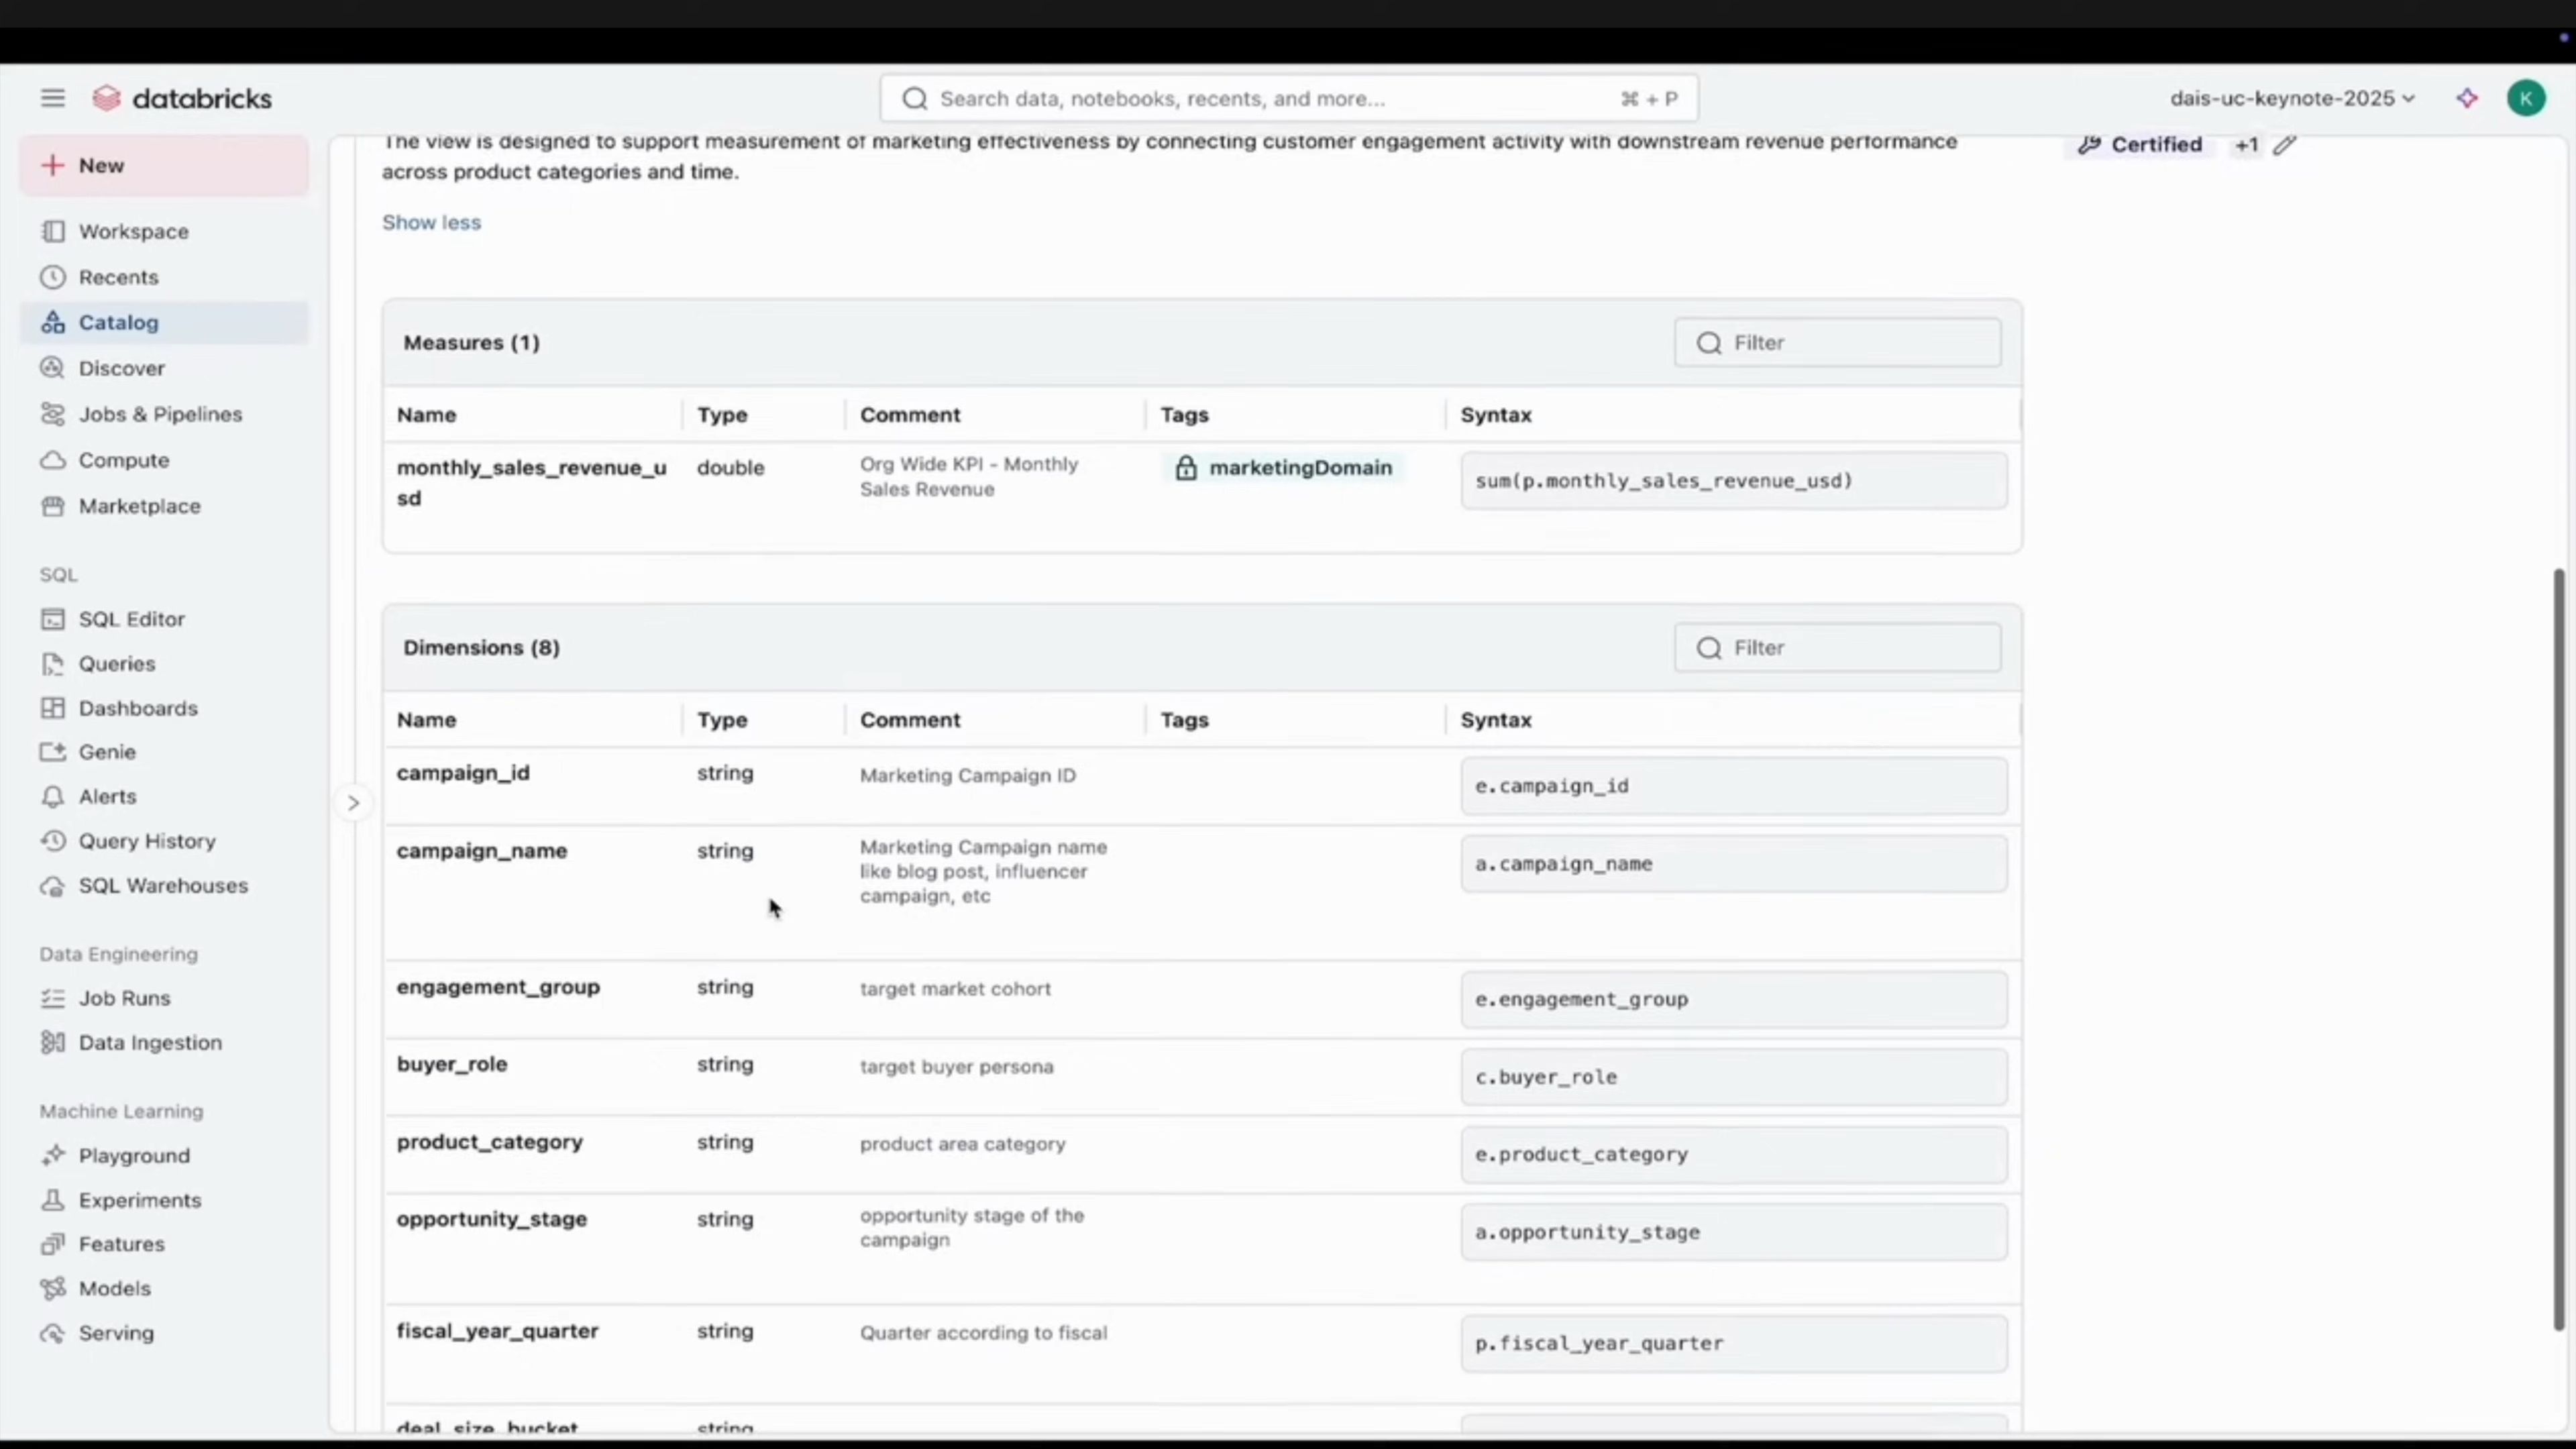 databricks
Search data, notebooks, recents, and more...
⌘ + P
dais-uc-keynote-2025
K
New
Workspace
Recents
Catalog
Discover
Jobs & Pipelines
Compute
Marketplace
SQL
SQL Editor
Queries
Dashboards
Genie
Alerts
Query History
SQL Warehouses
Data Engineering
Job Runs
Data Ingestion
Machine Learning
Playground
Experiments
Features
Models
Serving
The view is designed to support measurement of marketing effectiveness by connecting customer engagement activity with downstream revenue performance
across product categories and time.
Show less
Certified +1
Measures (1)
Filter
Name Type Comment Tags Syntax
monthly_sales_revenue_u
sd
double
Org Wide KPI - Monthly
Sales Revenue
marketingDomain
sum(p.monthly_sales_revenue_usd)
Dimensions (8)
Filter
Name Type Comment Tags Syntax
campaign_id string Marketing Campaign ID e.campaign_id
campaign_name string
Marketing Campaign name
like blog post, influencer
campaign, etc
a.campaign_name
engagement_group string target market cohort e.engagement_group
buyer_role string target buyer persona c.buyer_role
product_category string product area category e.product_category
opportunity_stage string
opportunity stage of the
campaign
a.opportunity_stage
fiscal_year_quarter string Quarter according to fiscal p.fiscal_year_quarter
deal_size_bucket string